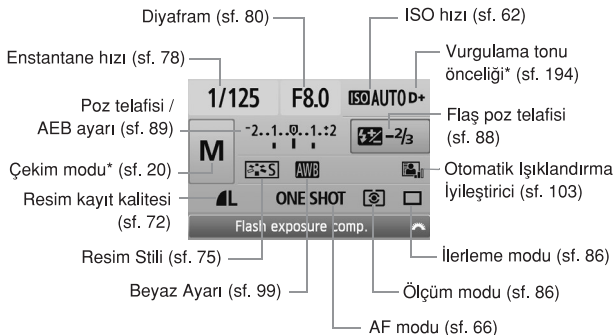 Diyafram (sf. 80)
ISO hızı (sf. 62)
Enstantane hızı (sf. 78)
Vurgulama tonu
önceliği* (sf. 194)
Poz telafisi /
AEB ayarı (sf. 89)
Flaş poz telafisi
(sf. 88)
Çekim modu* (sf. 20)
Otomatik Işıklandırma
İyileştirici (sf. 103)
Resim kayıt kalitesi
(sf. 72)
Resim Stili (sf. 75)
İlerleme modu (sf. 86)
Beyaz Ayarı (sf. 99)
Ölçüm modu (sf. 86)
AF modu (sf. 66)
1/125 F8.0 ISO AUTO D+
-2..1..0..1.:2
-2/3
M
S AWB
L ONE SHOT
Flash exposure comp.